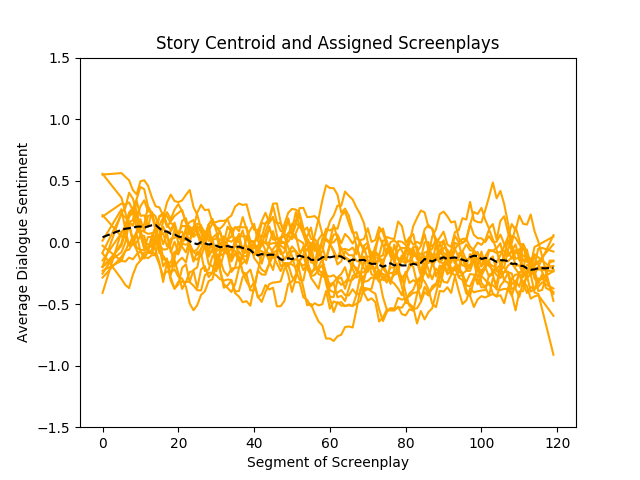 Story Centroid and Assigned Screenplays
1.5
1.0
0.5
0.0
−0.5
−1.0
−1.5
Average Dialogue Sentiment
0 20 40 60 80 100 120
Segment of Screenplay